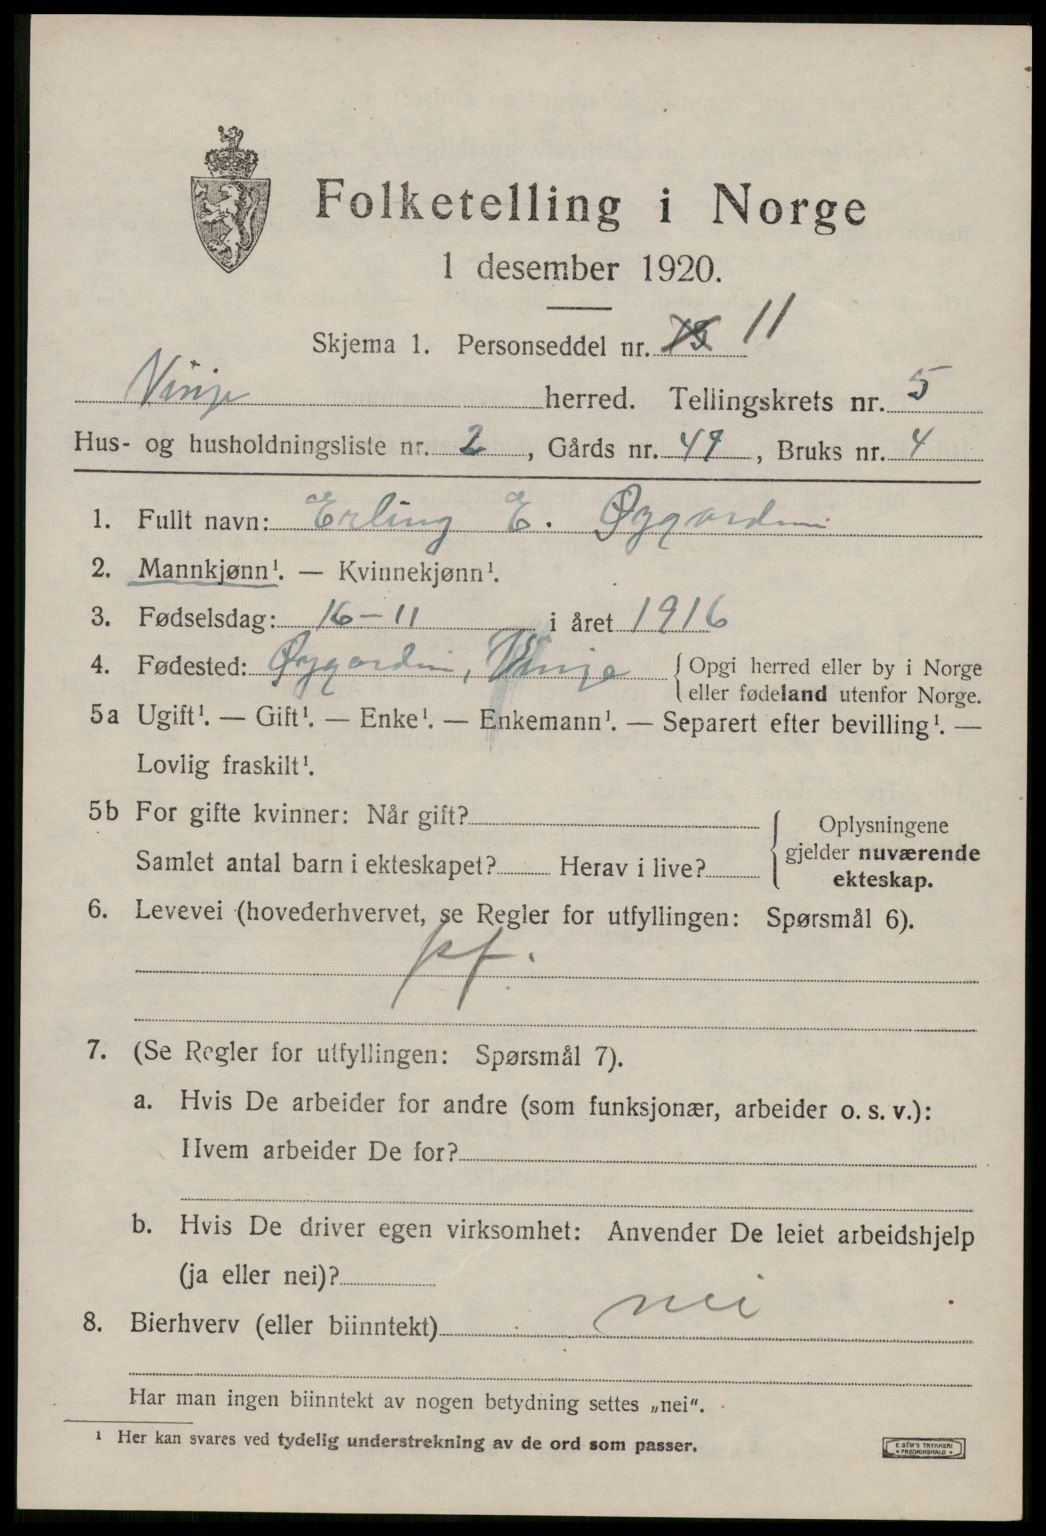 Folketelling i Norge
1 desember 1920.
Skjema 1. Personseddel nr. 13 11
Vinje herred. Tellingskrets nr. 5
Hus- og husholdningsliste nr. 2, Gårds nr. 49, Bruks nr. 4
1. Fullt navn: Erling E. Øygarden
2. Mannkjønn¹. — Kvinnekjønn¹.
3. Fødselsdag: 16-11 i året 1916
4. Fødested: Øygarden, Vinje {Opgi herred eller by i Norge
eller fødeland utenfor Norge.
5a Ugift¹. — Gift¹. — Enke¹. — Enkemann¹. — Separert efter bevilling¹. —
Lovlig fraskilt¹.
5b For gifte kvinner: Når gift?
Samlet antal barn i ekteskapet? Herav i live?
{Oplysningene
gjelder nuværende
ekteskap.
6. Levevei (hovederhvervet, se Regler for utfyllingen: Spørsmål 6).
pf.
7. (Se Regler for utfyllingen: Spørsmål 7).
a. Hvis De arbeider for andre (som funksjonær, arbeider o. s. v.):
Hvem arbeider De for?
b. Hvis De driver egen virksomhet: Anvender De leiet arbeidshjelp
(ja eller nei)?
8. Bierhverv (eller biinntekt) nei
Har man ingen biinntekt av nogen betydning settes „nei“.
¹ Her kan svares ved tydelig understrekning av de ord som passer.
E. SEM'S TRYKKERI
• FREDRIKSHALD •